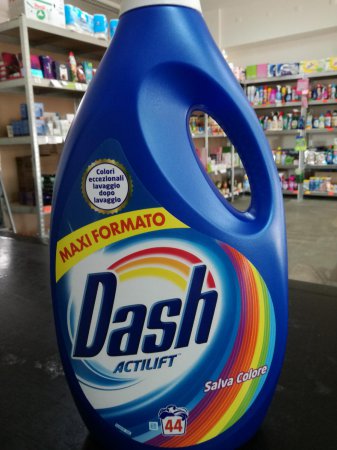 Colori
eccezionali
lavaggio
dopo
lavaggio
MAXI FORMATO
Dash
ACTILIFT
Salva Colore
44